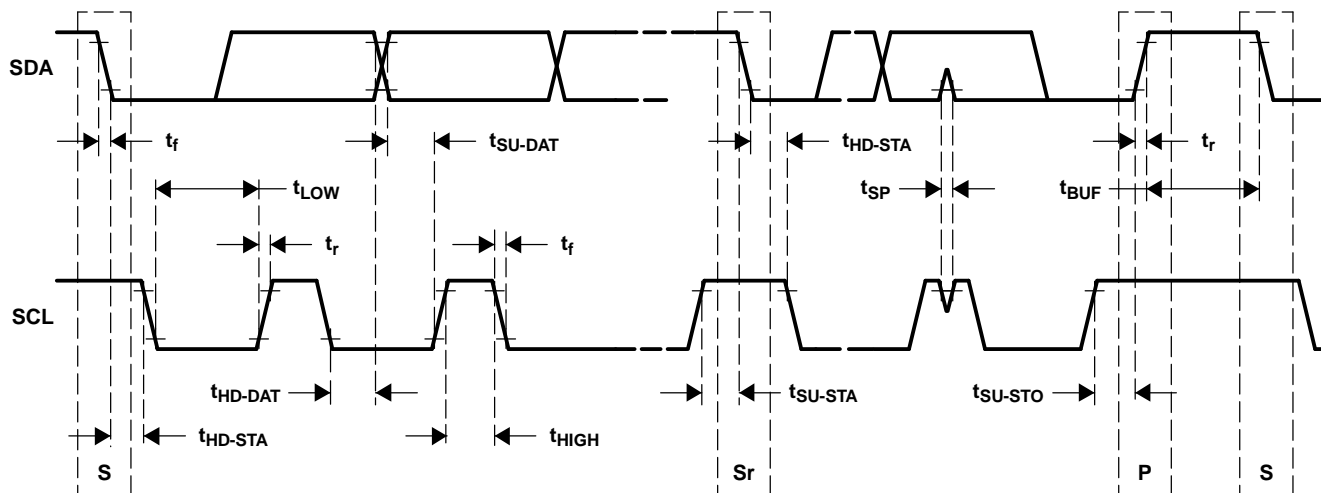 SDA
tf
tSU-DAT
tHD-STA
tr
tLOW
tSP
tBUF
tr
tf
SCL
tHD-DAT
tSU-STA
tSU-STO
tHD-STA
tHIGH
S
Sr
P
S